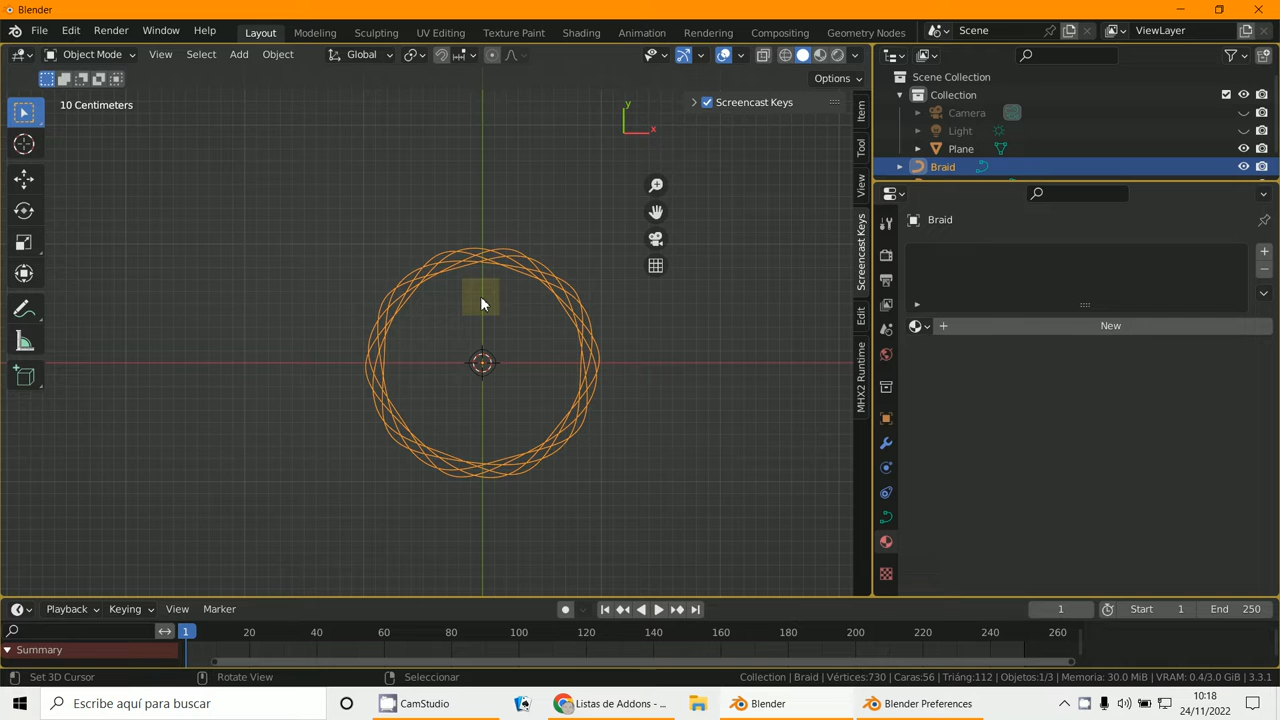 Blender
File Edit Render Window Help
Layout Modeling Sculpting UV Editing Texture Paint Shading Animation Rendering Compositing Geometry Nodes
Scene
ViewLayer
Object Mode View Select Add Object
Global
Options
10 Centimeters
Screencast Keys
y
x
Item
Tool
View
Screencast Keys
Edit
MHX2 Runtime
Scene Collection
Collection
Camera
Light
Plane
Braid
Braid
New
Playback Keying View Marker
1 Start 1 End 250
1 20 40 60 80 100 120 140 160 180 200 220 240 260
Summary
Set 3D Cursor Rotate View Seleccionar Collection | Braid | Vértices:730 | Caras:56 | Triáng:112 | Objetos:1/3 | Memoria: 30.0 MiB | VRAM: 0.4/3.0 GiB | 3.3.1
Escribe aquí para buscar
CamStudio
Listas de Addons - ...
Blender
Blender Preferences
10:18
24/11/2022